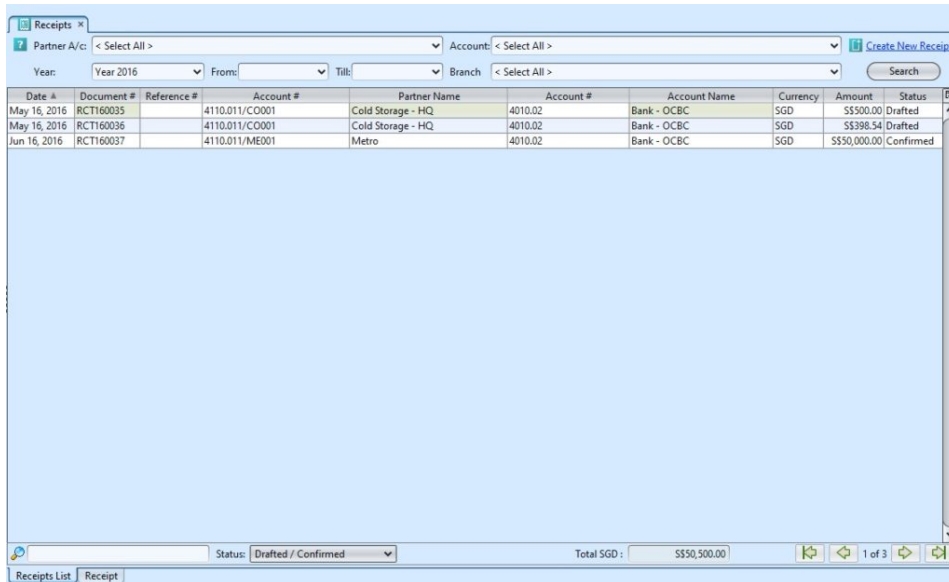 Receipts ×
? Partner A/c: < Select All > Account: < Select All > Create New Receip
Year: Year 2016 From: Till: Branch < Select All > Search
Date Document # Reference # Account # Partner Name Account # Account Name Currency Amount Status
May 16, 2016 RCT160035 4110.011/CO001 Cold Storage - HQ 4010.02 Bank - OCBC SGD S$500.00 Drafted
May 16, 2016 RCT160036 4110.011/CO001 Cold Storage - HQ 4010.02 Bank - OCBC SGD S$398.54 Drafted
Jun 16, 2016 RCT160037 4110.011/ME001 Metro 4010.02 Bank - OCBC SGD S$50,000.00 Confirmed
Status: Drafted / Confirmed Total SGD : S$50,500.00 1 of 3
Receipts List Receipt